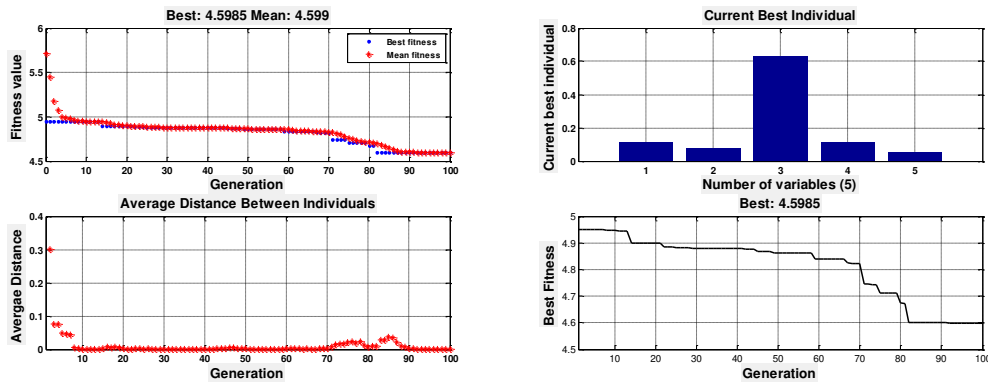 Best: 4.5985 Mean: 4.599
Fitness value
6
5.5
5
4.5
Best fitness
Mean fitness
0 10 20 30 40 50 60 70 80 90 100
Generation
Current Best Individual
Current best individual
0.8
0.6
0.4
0.2
0
1 2 3 4 5
Number of variables (5)
Average Distance Between Individuals
Avergae Distance
0.4
0.3
0.2
0.1
0
10 20 30 40 50 60 70 80 90 100
Generation
Best: 4.5985
Best Fitness
5
4.9
4.8
4.7
4.6
4.5
10 20 30 40 50 60 70 80 90 100
Generation